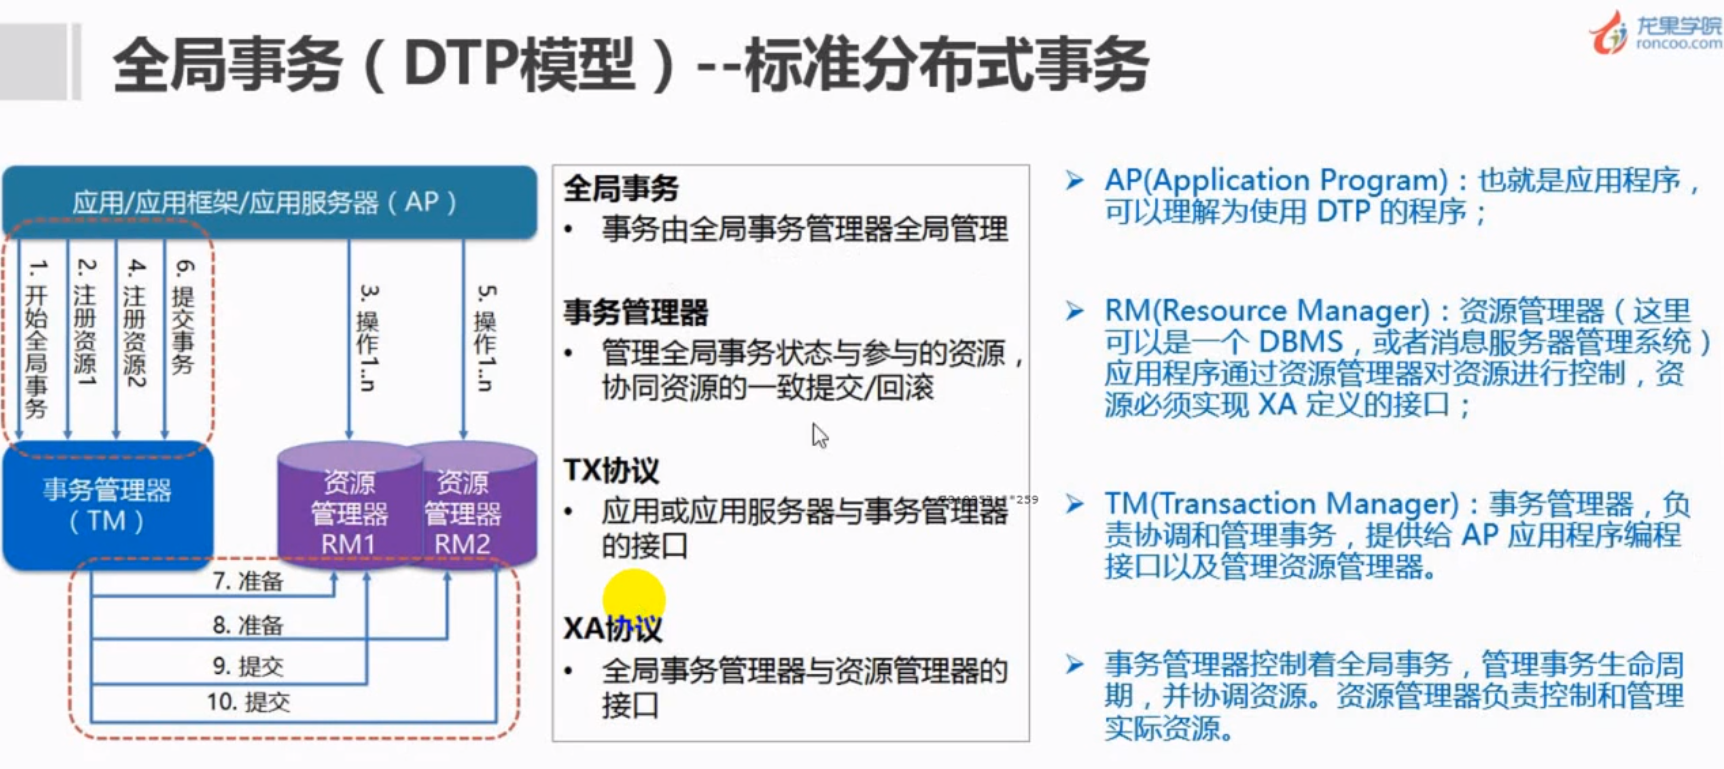 全局事务（DTP模型）--标准分布式事务
龙果学院
roncoo.com
应用/应用框架/应用服务器（AP）
1. 开始全局事务
2. 注册资源1
4. 注册资源2
6. 提交事务
3. 操作1..n
5. 操作1..n
事务管理器
（TM）
资源
管理器
RM1
资源
管理器
RM2
7. 准备
8. 准备
9. 提交
10. 提交
全局事务
• 事务由全局事务管理器全局管理
事务管理器
• 管理全局事务状态与参与的资源，
协同资源的一致提交/回滚
TX协议
• 应用或应用服务器与事务管理器
的接口
XA协议
• 全局事务管理器与资源管理器的
接口
➢ AP(Application Program)：也就是应用程序，
可以理解为使用 DTP 的程序；
➢ RM(Resource Manager)：资源管理器（这里
可以是一个 DBMS，或者消息服务器管理系统）
应用程序通过资源管理器对资源进行控制，资
源必须实现 XA 定义的接口；
➢ TM(Transaction Manager)：事务管理器，负
责协调和管理事务，提供给 AP 应用程序编程
接口以及管理资源管理器。
➢ 事务管理器控制着全局事务，管理事务生命周
期，并协调资源。资源管理器负责控制和管理
实际资源。